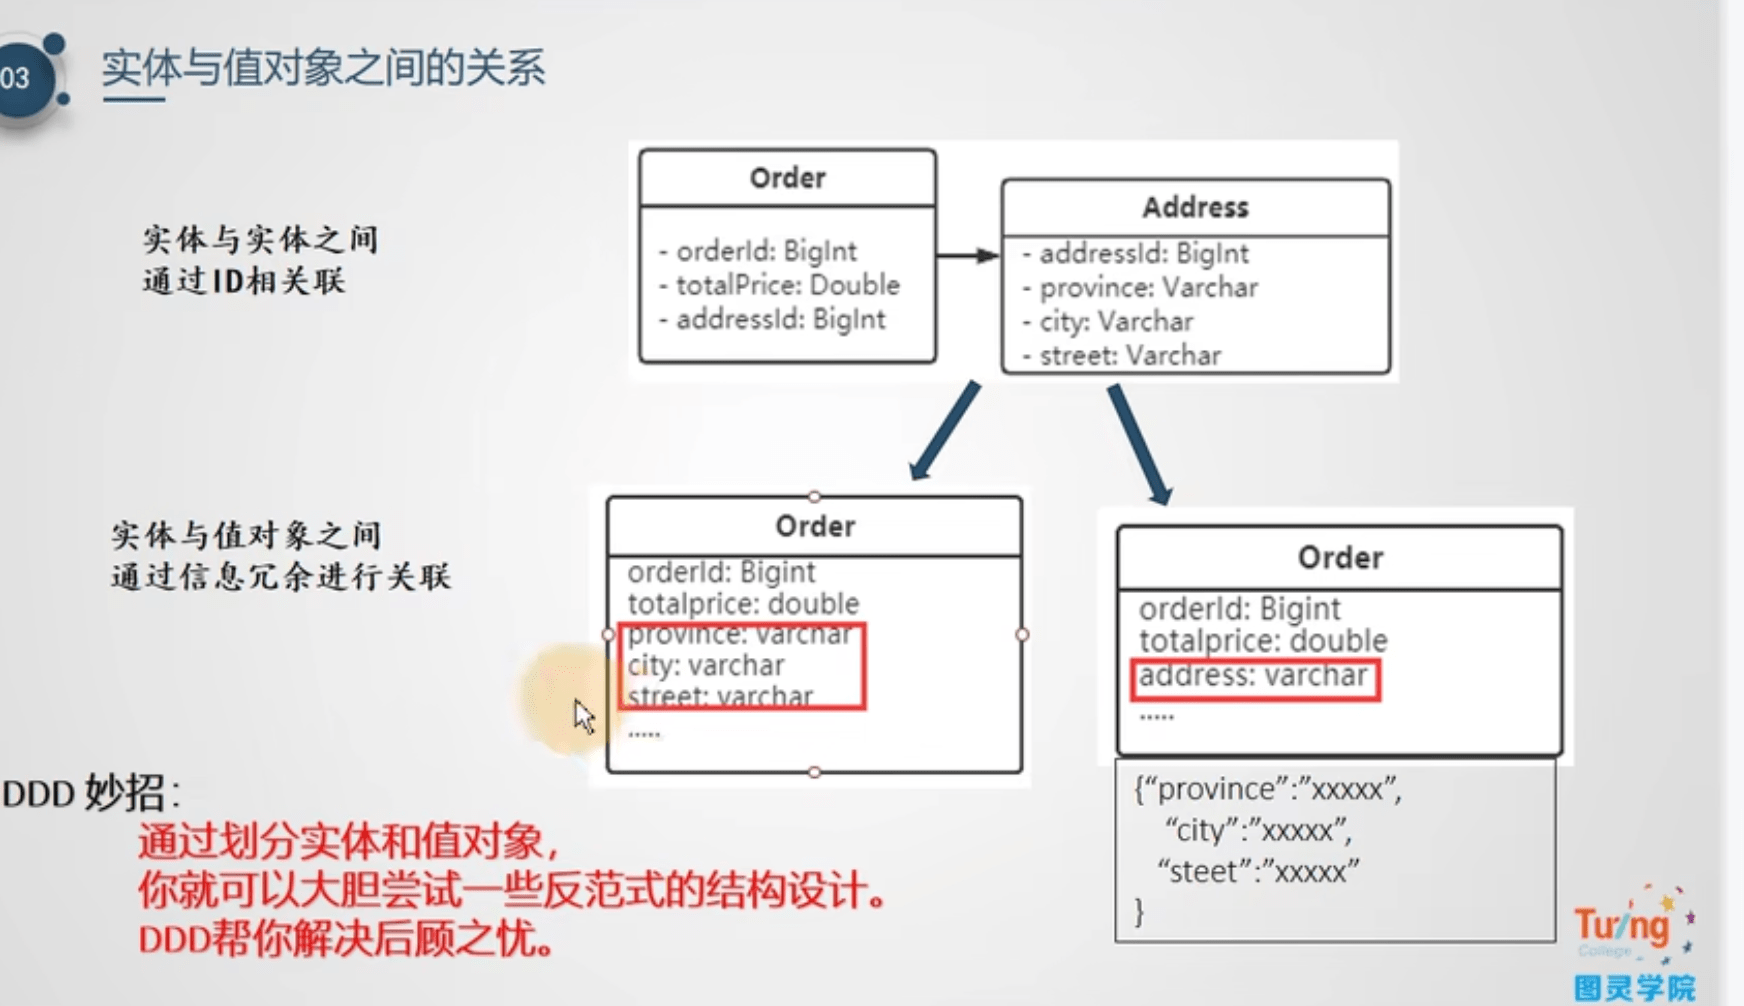 03
实体与值对象之间的关系
实体与实体之间
通过ID相关联
Order
- orderId: BigInt
- totalPrice: Double
- addressId: BigInt
Address
- addressId: BigInt
- province: Varchar
- city: Varchar
- street: Varchar
实体与值对象之间
通过信息冗余进行关联
Order
orderId: Bigint
totalprice: double
province: varchar
city: varchar
street: varchar
.....
Order
orderId: Bigint
totalprice: double
address: varchar
.....
{“province”:”xxxxx”,
“city”:”xxxxx”,
“steet”:”xxxxx”
}
DDD 妙招：
通过划分实体和值对象，
你就可以大胆尝试一些反范式的结构设计。
DDD帮你解决后顾之忧。
Turing
College
图灵学院